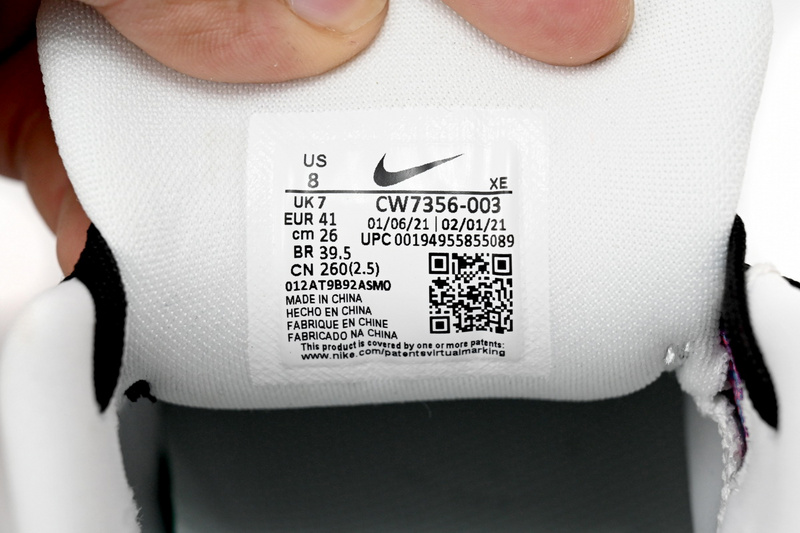 US
8
XE
UK 7
CW7356-003
EUR 41
01/06/21 | 02/01/21
cm 26
UPC 00194955855089
BR 39.5
CN 260(2.5)
012AT9B92ASMO
MADE IN CHINA
HECHO EN CHINA
FABRIQUE EN CHINE
FABRICADO NA CHINA
This product is covered by one or more patents:
www.nike.com/patentsvirtualmarking